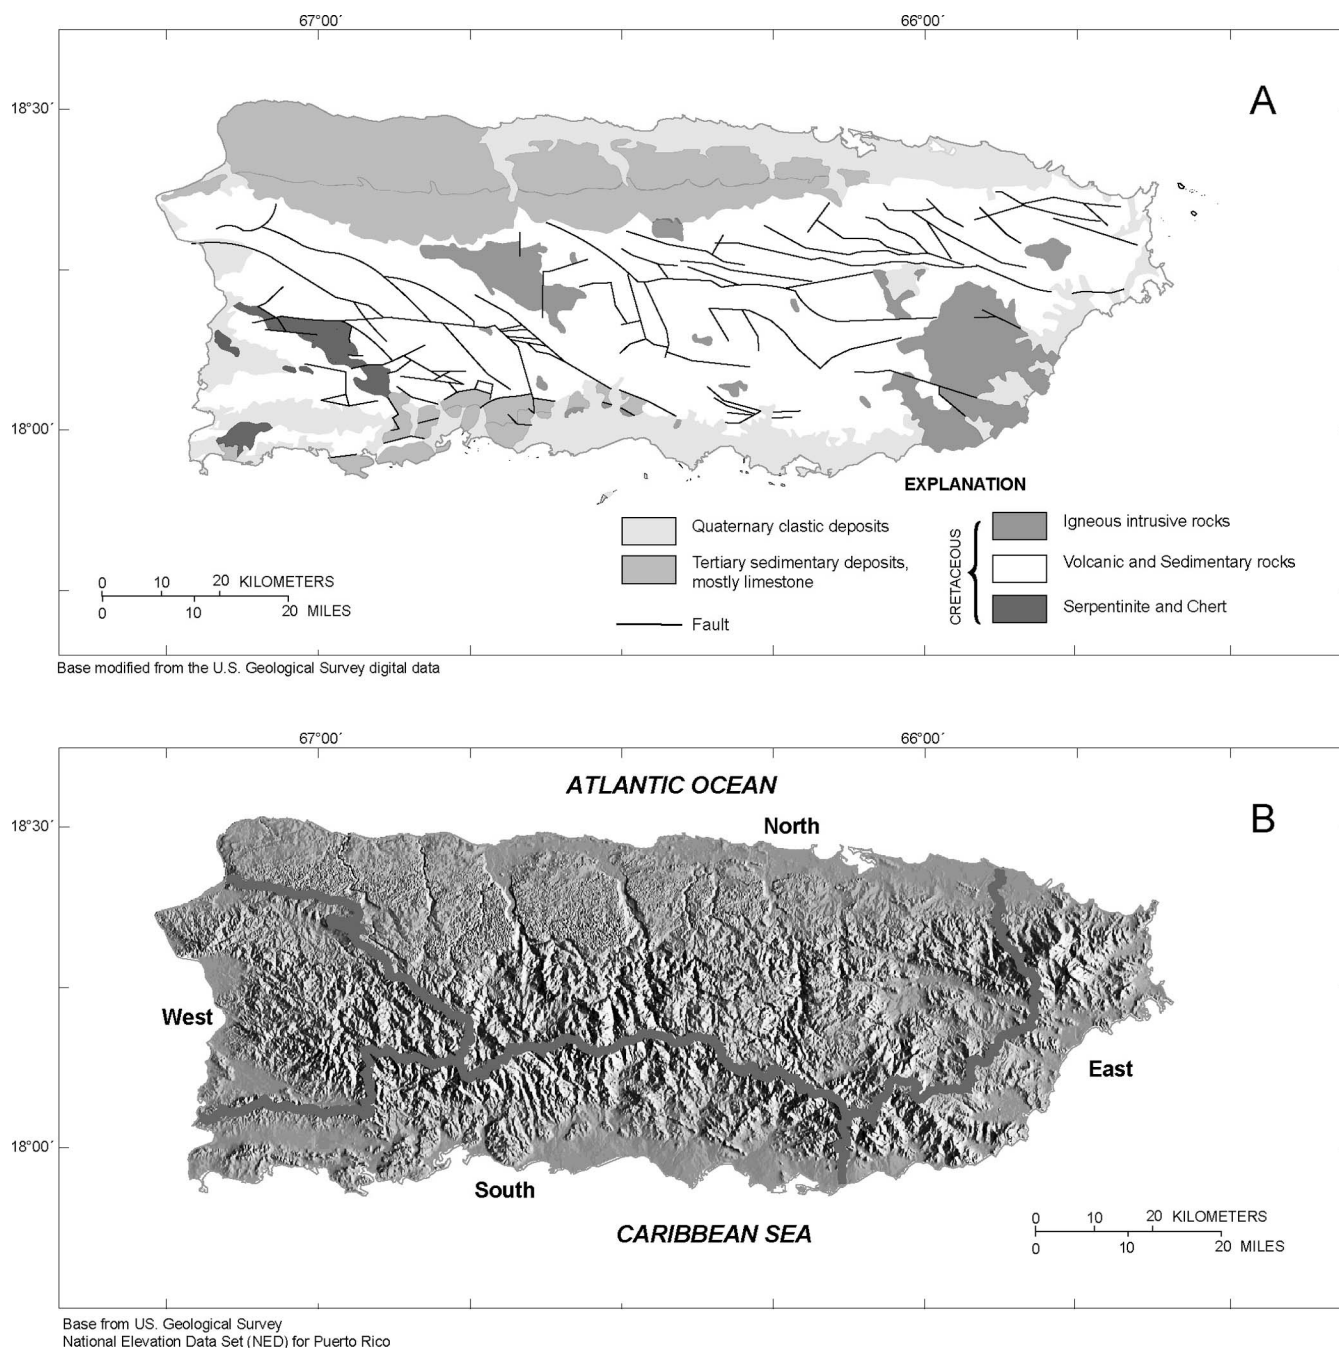 67°00´
66°00´
A
18°30´
18°00´
EXPLANATION
Quaternary clastic deposits
Tertiary sedimentary deposits,
mostly limestone
Fault
CRETACEOUS
Igneous intrusive rocks
Volcanic and Sedimentary rocks
Serpentinite and Chert
0 10 20 KILOMETERS
0 10 20 MILES
Base modified from the U.S. Geological Survey digital data
67°00´
66°00´
ATLANTIC OCEAN
B
18°30´
North
West
East
18°00´
South
CARIBBEAN SEA
0 10 20 KILOMETERS
0 10 20 MILES
Base from US. Geological Survey
National Elevation Data Set (NED) for Puerto Rico